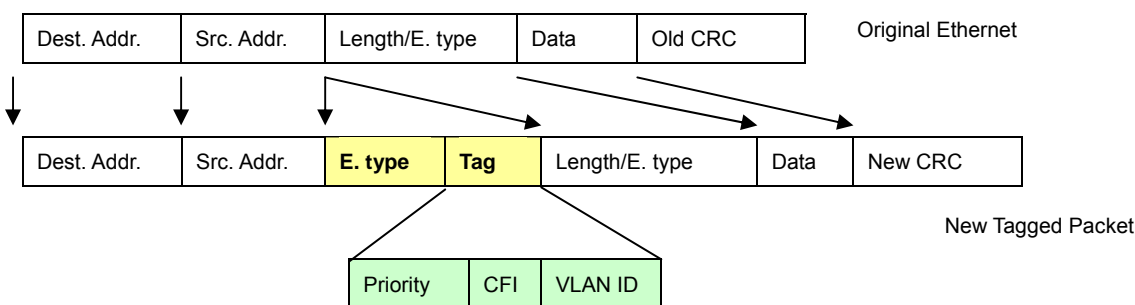 Dest. Addr. Src. Addr. Length/E. type Data Old CRC Original Ethernet
Dest. Addr. Src. Addr. E. type Tag Length/E. type Data New CRC
New Tagged Packet
Priority CFI VLAN ID